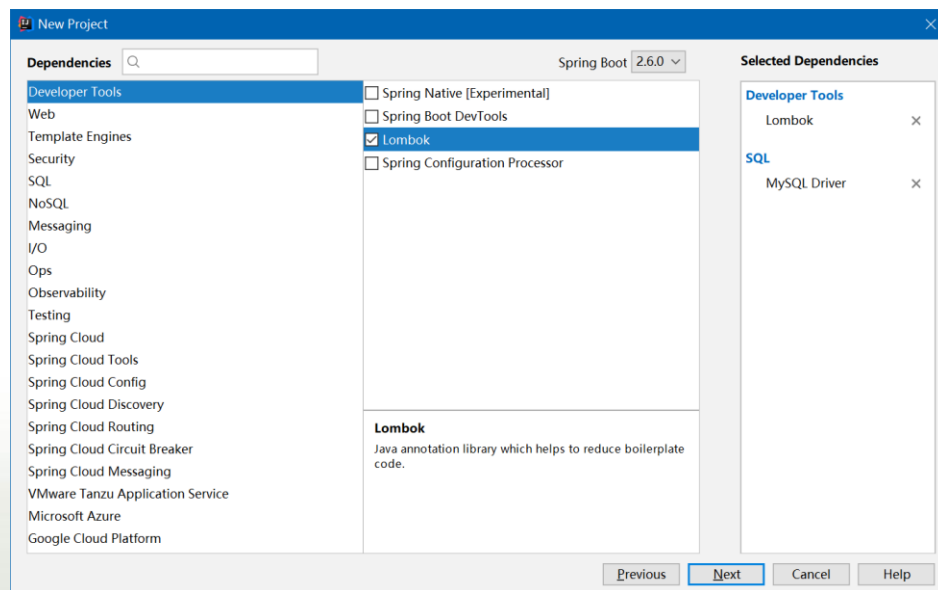 New Project
Dependencies
Spring Boot 2.6.0
Selected Dependencies
Developer Tools
Web
Template Engines
Security
SQL
NoSQL
Messaging
I/O
Ops
Observability
Testing
Spring Cloud
Spring Cloud Tools
Spring Cloud Config
Spring Cloud Discovery
Spring Cloud Routing
Spring Cloud Circuit Breaker
Spring Cloud Messaging
VMware Tanzu Application Service
Microsoft Azure
Google Cloud Platform
Spring Native [Experimental]
Spring Boot DevTools
Lombok
Spring Configuration Processor
Lombok
Java annotation library which helps to reduce boilerplate
code.
Developer Tools
Lombok
SQL
MySQL Driver
Previous
Next
Cancel
Help